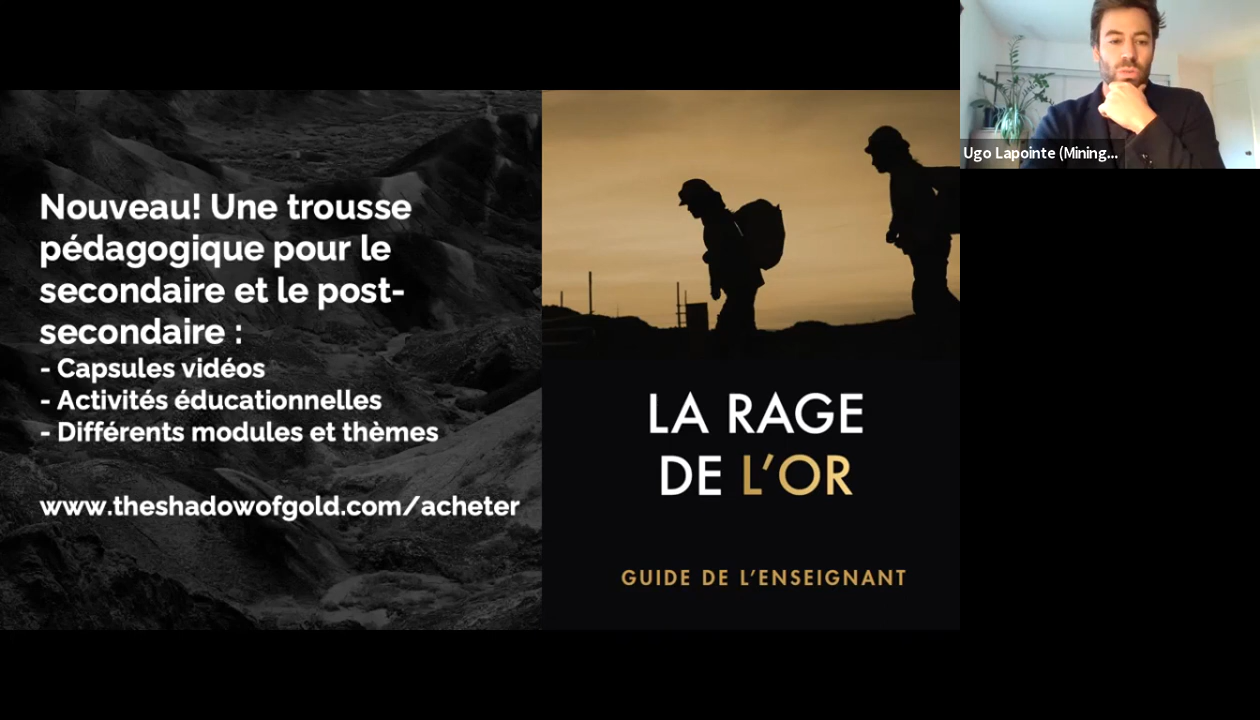 Nouveau! Une trousse
pédagogique pour le
secondaire et le post-
secondaire :
- Capsules vidéos
- Activités éducationnelles
- Différents modules et thèmes
www.theshadowofgold.com/acheter
LA RAGE
DE L'OR
GUIDE DE L'ENSEIGNANT
Ugo Lapointe (Mining...